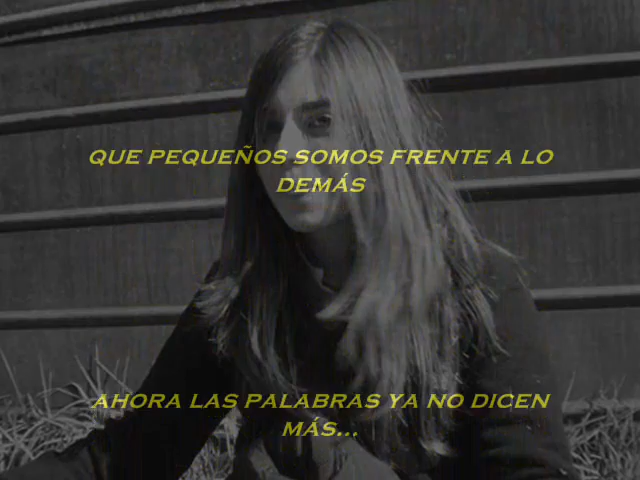 QUE PEQUEÑOS SOMOS FRENTE A LO
DEMÁS
AHORA LAS PALABRAS YA NO DICEN
MÁS...